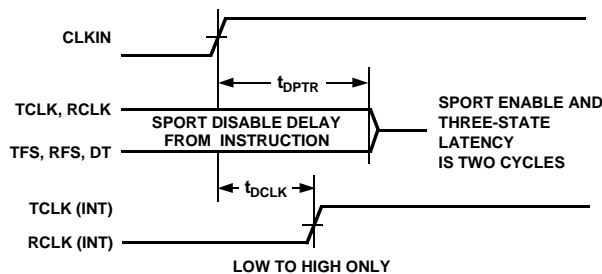 CLKIN
tDPTR
TCLK, RCLK
SPORT DISABLE DELAY
FROM INSTRUCTION
TFS, RFS, DT
SPORT ENABLE AND
THREE-STATE
LATENCY
IS TWO CYCLES
tDCLK
TCLK (INT)
RCLK (INT)
LOW TO HIGH ONLY